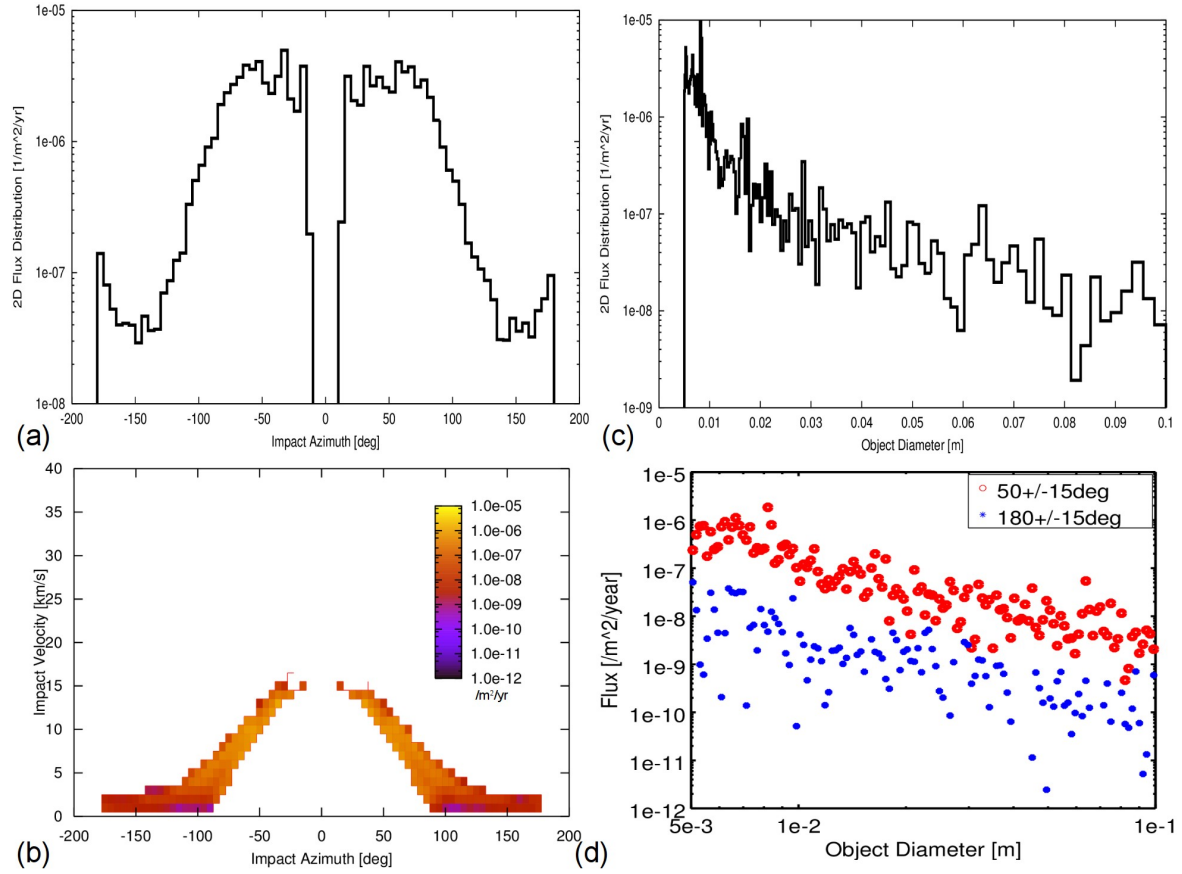 1e-05
1e-06
1e-07
1e-08
2D Flux Distribution [1/m^2/yr]
-200 -150 -100 -50 0 50 100 150 200
Impact Azimuth [deg]
(a)
1e-05
1e-06
1e-07
1e-08
1e-09
2D Flux Distribution [1/m^2/yr]
0 0.01 0.02 0.03 0.04 0.05 0.06 0.07 0.08 0.09 0.1
Object Diameter [m]
(c)
40
35
30
25
20
15
10
5
0
Impact Velocity [km/s]
1.0e-05
1.0e-06
1.0e-07
1.0e-08
1.0e-09
1.0e-10
1.0e-11
1.0e-12
/m²/yr
-200 -150 -100 -50 0 50 100 150 200
Impact Azimuth [deg]
(b)
1e-5
1e-6
1e-7
1e-8
1e-9
1e-10
1e-11
1e-12
Flux [/m^2/year]
50+/-15deg
180+/-15deg
5e-3 1e-2 1e-1
Object Diameter [m]
(d)